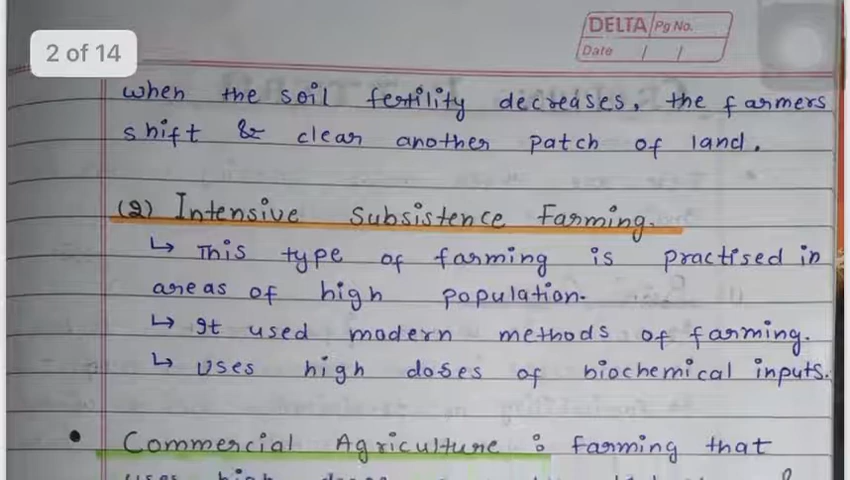 DELTA Pg No.
Date / /
2 of 14
when the soil fertility decreases, the farmers
shift & clear another patch of land.
(2) Intensive Subsistence Farming.
↳ This type of farming is practised in
areas of high population.
↳ It used modern methods of farming.
↳ Uses high doses of biochemical inputs.
• Commercial Agriculture : farming that
uses high